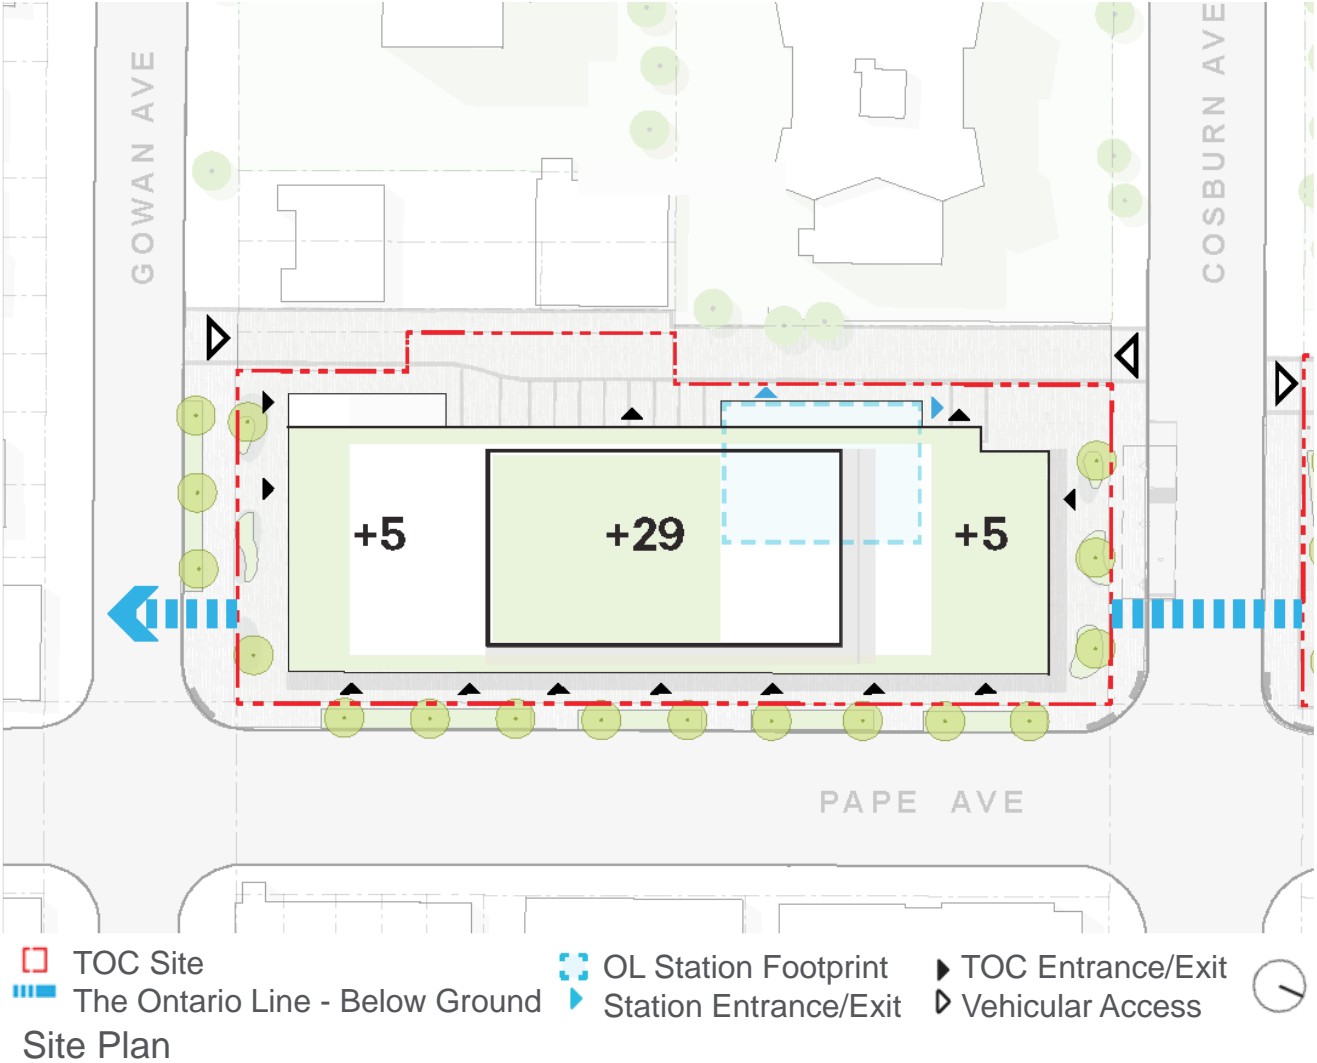 GOWAN AVE
COSBURN AVE
+5
+29
+5
PAPE AVE
TOC Site
The Ontario Line - Below Ground
OL Station Footprint
Station Entrance/Exit
TOC Entrance/Exit
Vehicular Access
Site Plan